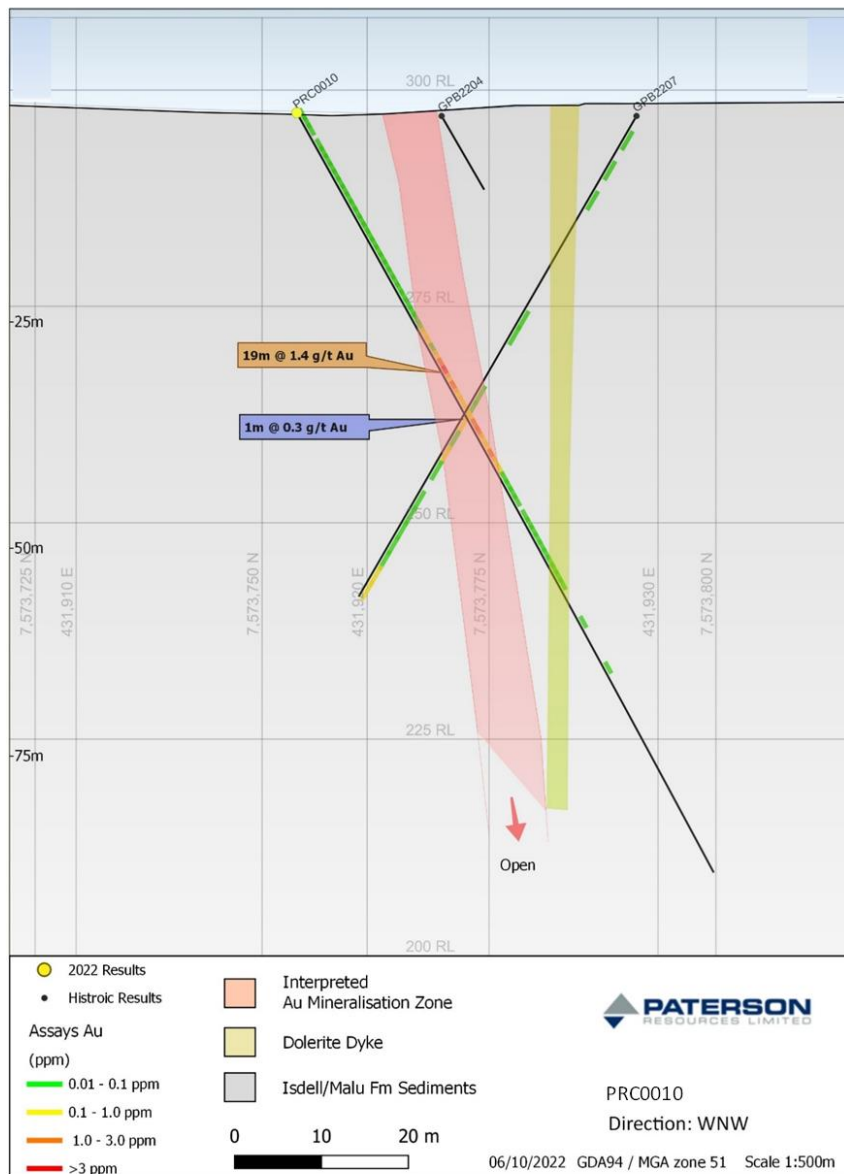 300 RL
PRC0010
GPB2204
GPB2207
275 RL
-25m
19m @ 1.4 g/t Au
1m @ 0.3 g/t Au
250 RL
-50m
7,573,725 N
431,910 E
7,573,750 N
431,920 E
7,573,775 N
431,930 E
7,573,800 N
225 RL
-75m
Open
200 RL
2022 Results
Histroic Results
Assays Au
(ppm)
0.01 - 0.1 ppm
0.1 - 1.0 ppm
1.0 - 3.0 ppm
>3 ppm
Interpreted
Au Mineralisation Zone
Dolerite Dyke
Isdell/Malu Fm Sediments
0 10 20 m
PATERSON
RESOURCES LIMITED
PRC0010
Direction: WNW
06/10/2022 GDA94 / MGA zone 51 Scale 1:500m